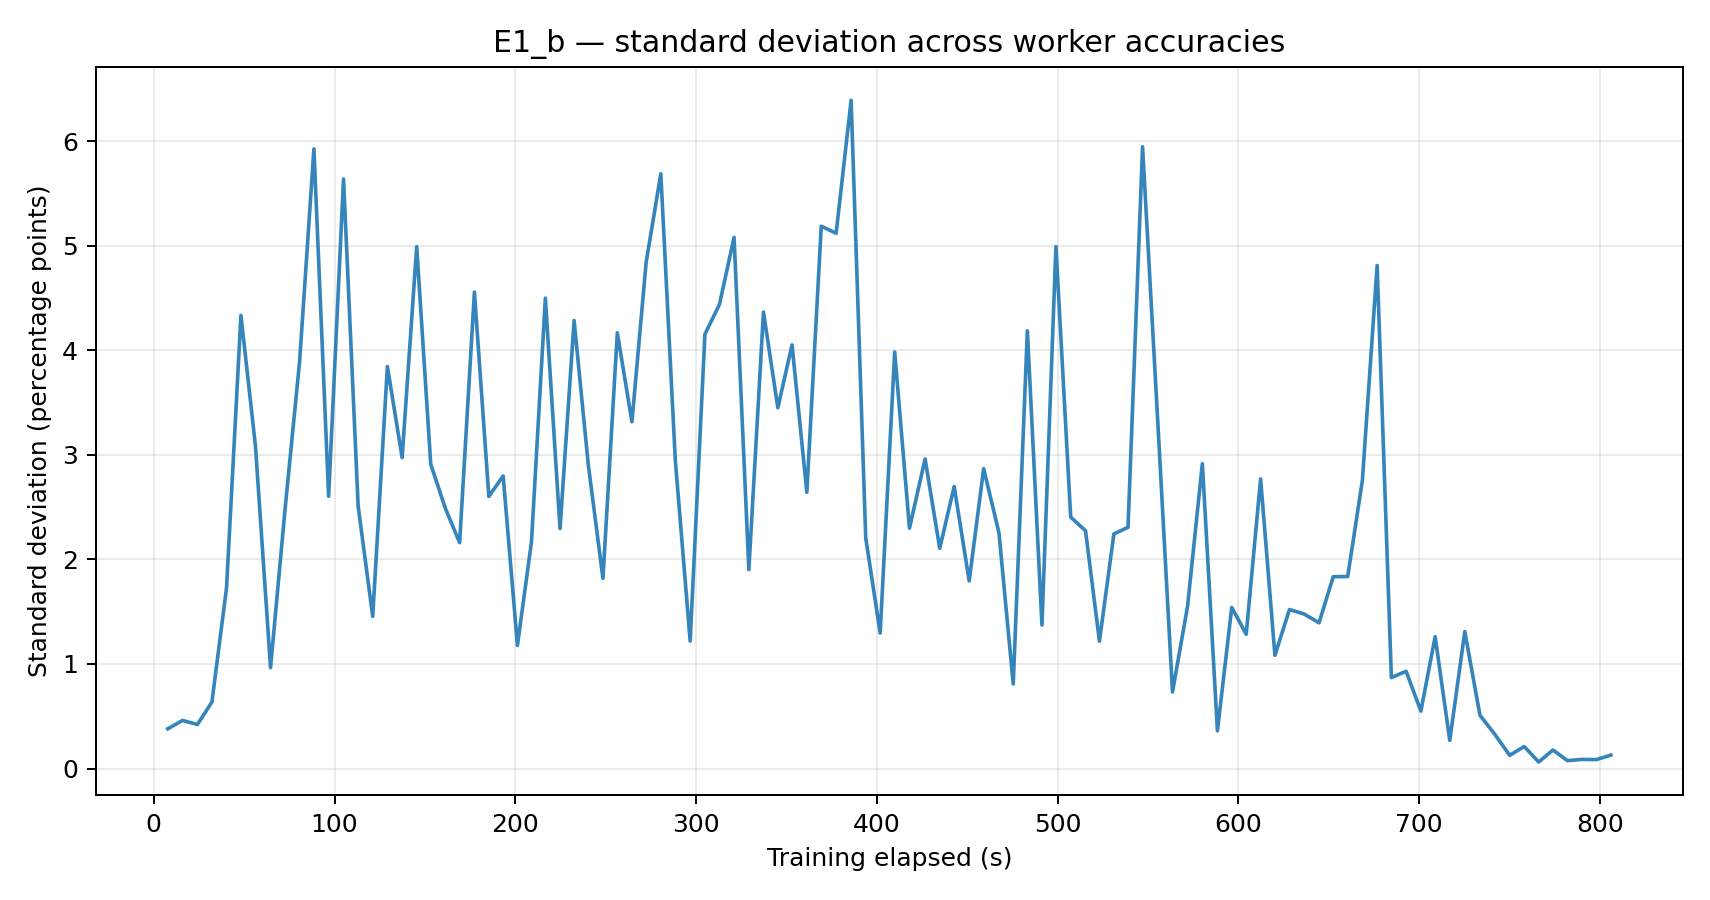 E1_b — standard deviation across worker accuracies
Standard deviation (percentage points)
6
5
4
3
2
1
0
0 100 200 300 400 500 600 700 800
Training elapsed (s)